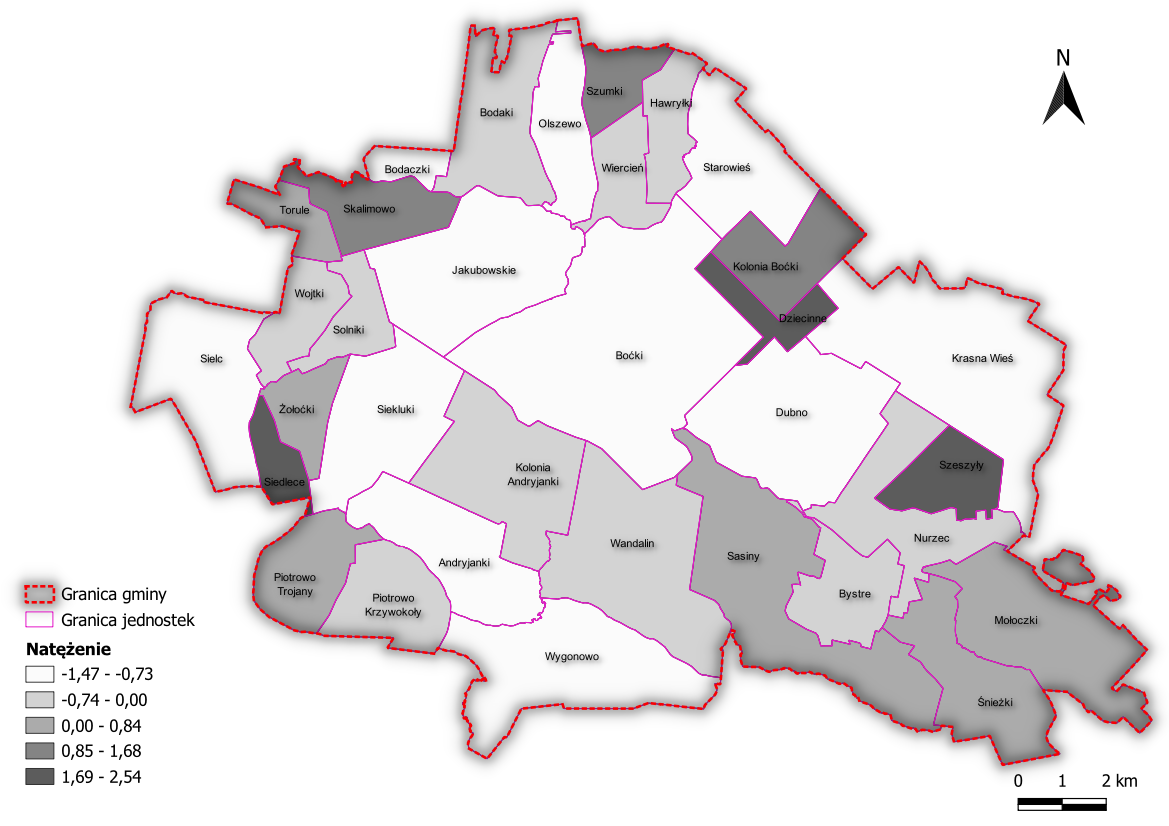 N
Bodaki
Olszewo
Szumki
Hawryłki
Bodaczki
Wiercień
Starowieś
Torule
Skalimowo
Jakubowskie
Kolonia Boćki
Wojtki
Solniki
Dziecinne
Sielc
Boćki
Krasna Wieś
Żołoćki
Siekluki
Dubno
Kolonia
Andryjanki
Szeszyły
Siedlece
Wandalin
Sasiny
Nurzec
Andryjanki
Piotrowo
Trojany
Piotrowo
Krzywokoły
Bystre
Mołoczki
Wygonowo
Śnieżki
Granica gminy
Granica jednostek
Natężenie
-1,47 - -0,73
-0,74 - 0,00
0,00 - 0,84
0,85 - 1,68
1,69 - 2,54
0 1 2 km